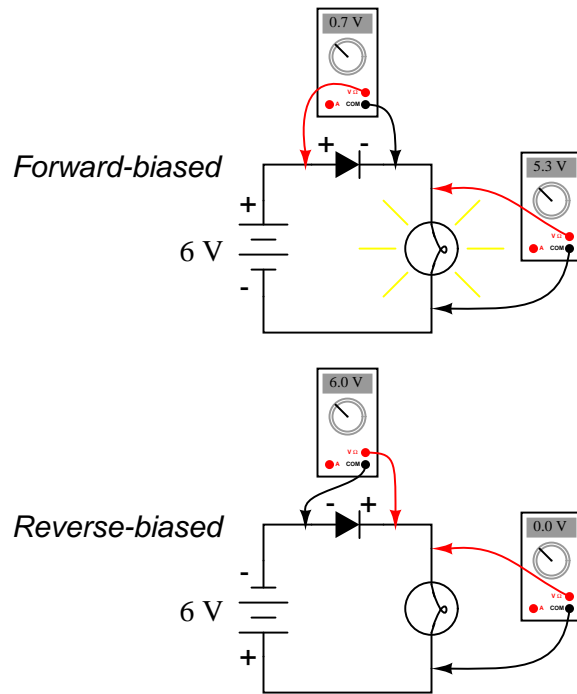 0.7 V
V Ω
A COM
+ -
Forward-biased
5.3 V
+
6 V
V Ω
A COM
-
6.0 V
V Ω
A COM
- +
Reverse-biased
0.0 V
-
6 V
V Ω
A COM
+